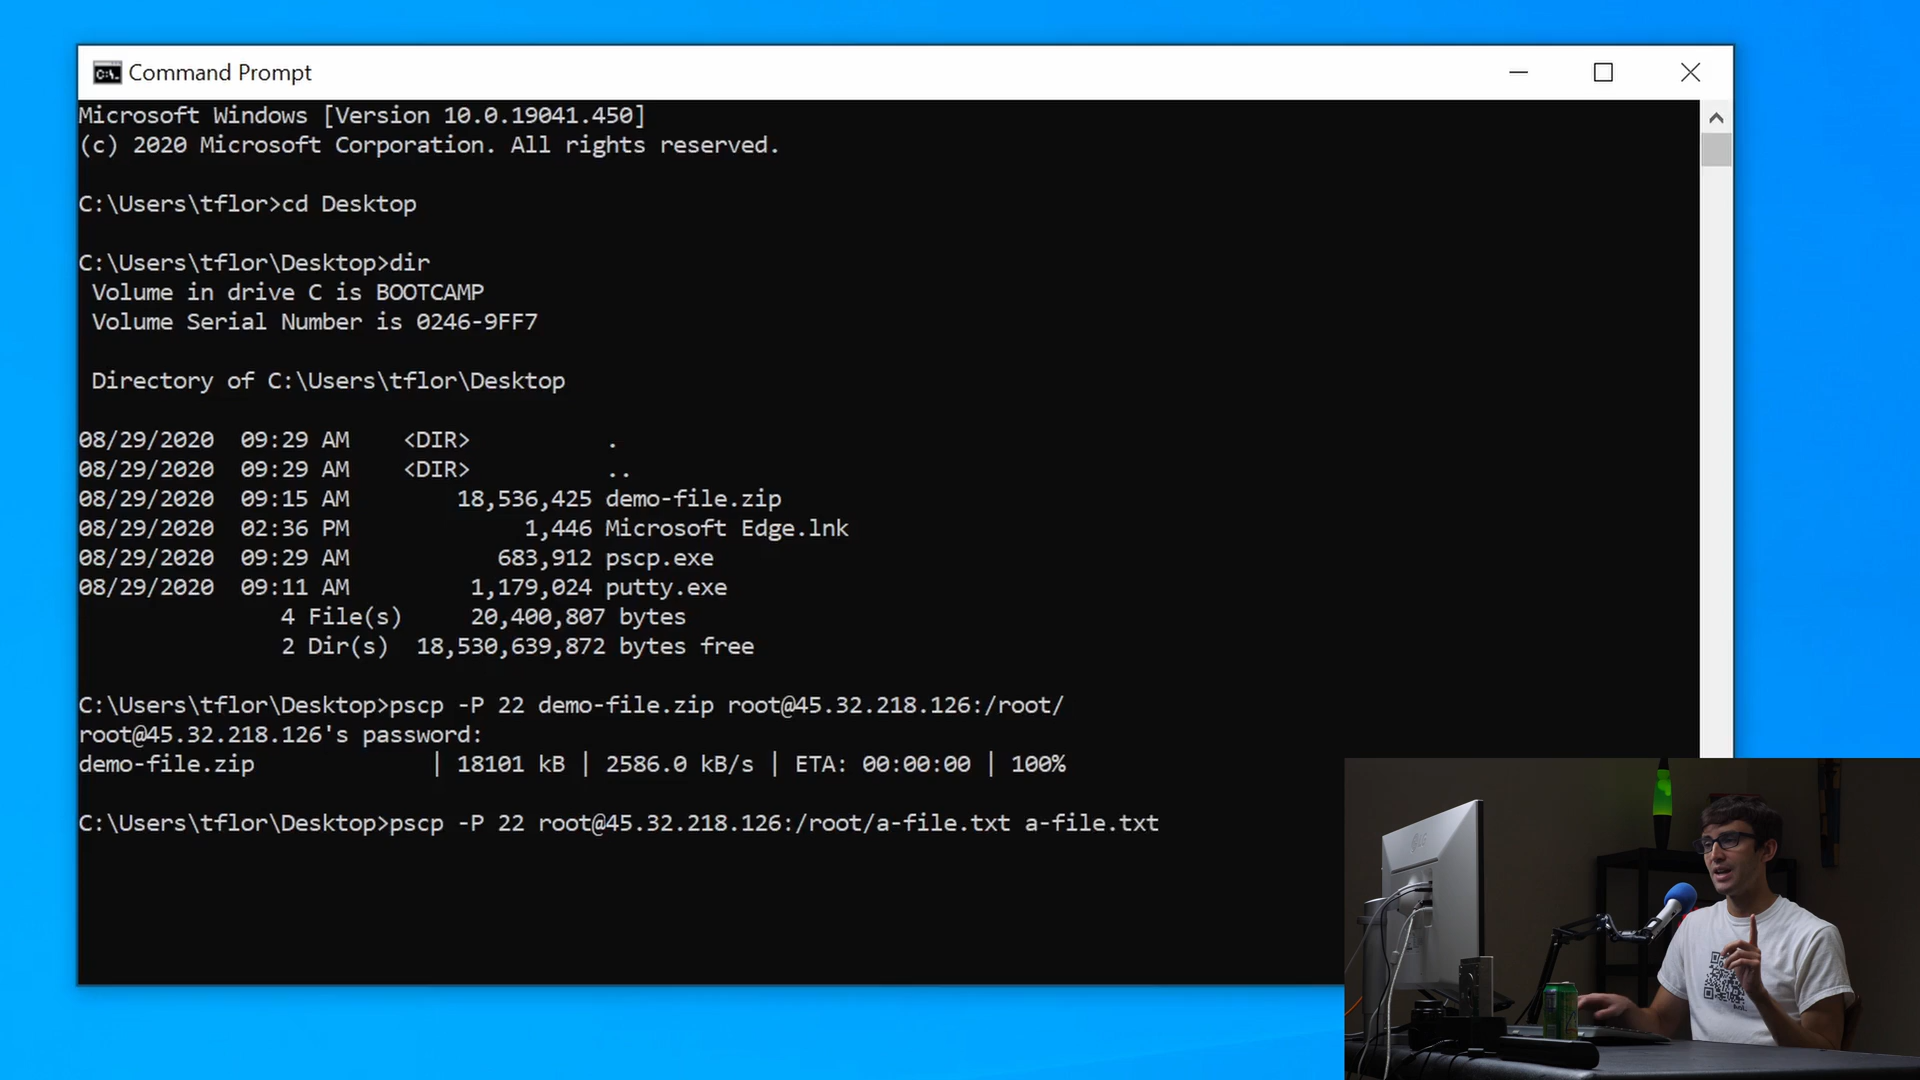 Command Prompt
Microsoft Windows [Version 10.0.19041.450]
(c) 2020 Microsoft Corporation. All rights reserved.
C:\Users\tflor>cd Desktop
C:\Users\tflor\Desktop>dir
Volume in drive C is BOOTCAMP
Volume Serial Number is 0246-9FF7
Directory of C:\Users\tflor\Desktop
08/29/2020 09:29 AM <DIR> .
08/29/2020 09:29 AM <DIR> ..
08/29/2020 09:15 AM 18,536,425 demo-file.zip
08/29/2020 02:36 PM 1,446 Microsoft Edge.lnk
08/29/2020 09:29 AM 683,912 pscp.exe
08/29/2020 09:11 AM 1,179,024 putty.exe
4 File(s) 20,400,807 bytes
2 Dir(s) 18,530,639,872 bytes free
C:\Users\tflor\Desktop>pscp -P 22 demo-file.zip root@45.32.218.126:/root/
root@45.32.218.126's password:
demo-file.zip | 18101 kB | 2586.0 kB/s | ETA: 00:00:00 | 100%
C:\Users\tflor\Desktop>pscp -P 22 root@45.32.218.126:/root/a-file.txt a-file.txt
LG